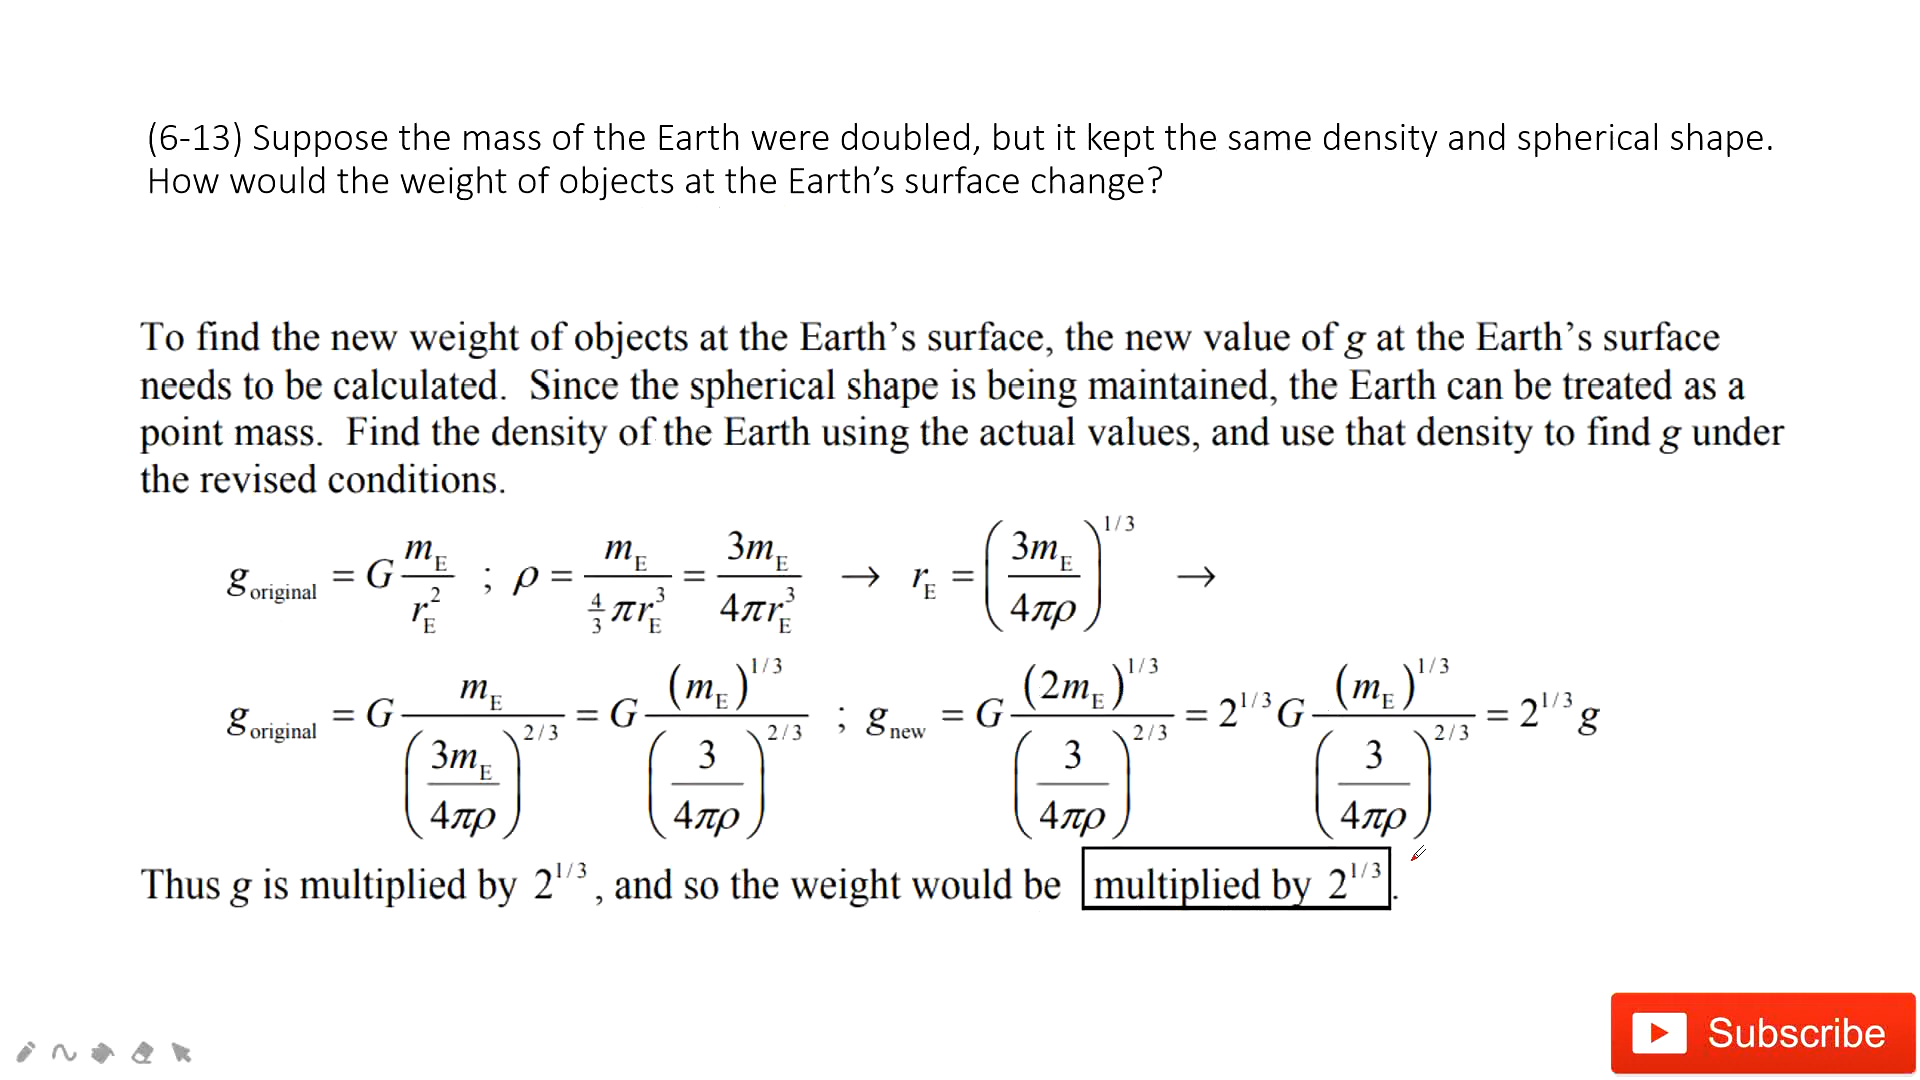 (6-13) Suppose the mass of the Earth were doubled, but it kept the same density and spherical shape.
How would the weight of objects at the Earth’s surface change?
To find the new weight of objects at the Earth’s surface, the new value of g at the Earth’s surface
needs to be calculated. Since the spherical shape is being maintained, the Earth can be treated as a
point mass. Find the density of the Earth using the actual values, and use that density to find g under
the revised conditions.
g_original = G m_E / r_E^2 ; ρ = m_E / (4/3 π r_E^3) = 3m_E / (4π r_E^3) → r_E = (3m_E / 4πρ)^{1/3} →
g_original = G m_E / (3m_E / 4πρ)^{2/3} = G (m_E)^{1/3} / (3 / 4πρ)^{2/3} ; g_new = G (2m_E)^{1/3} / (3 / 4πρ)^{2/3} = 2^{1/3} G (m_E)^{1/3} / (3 / 4πρ)^{2/3} = 2^{1/3} g
Thus g is multiplied by 2^{1/3}, and so the weight would be multiplied by 2^{1/3}.
Subscribe